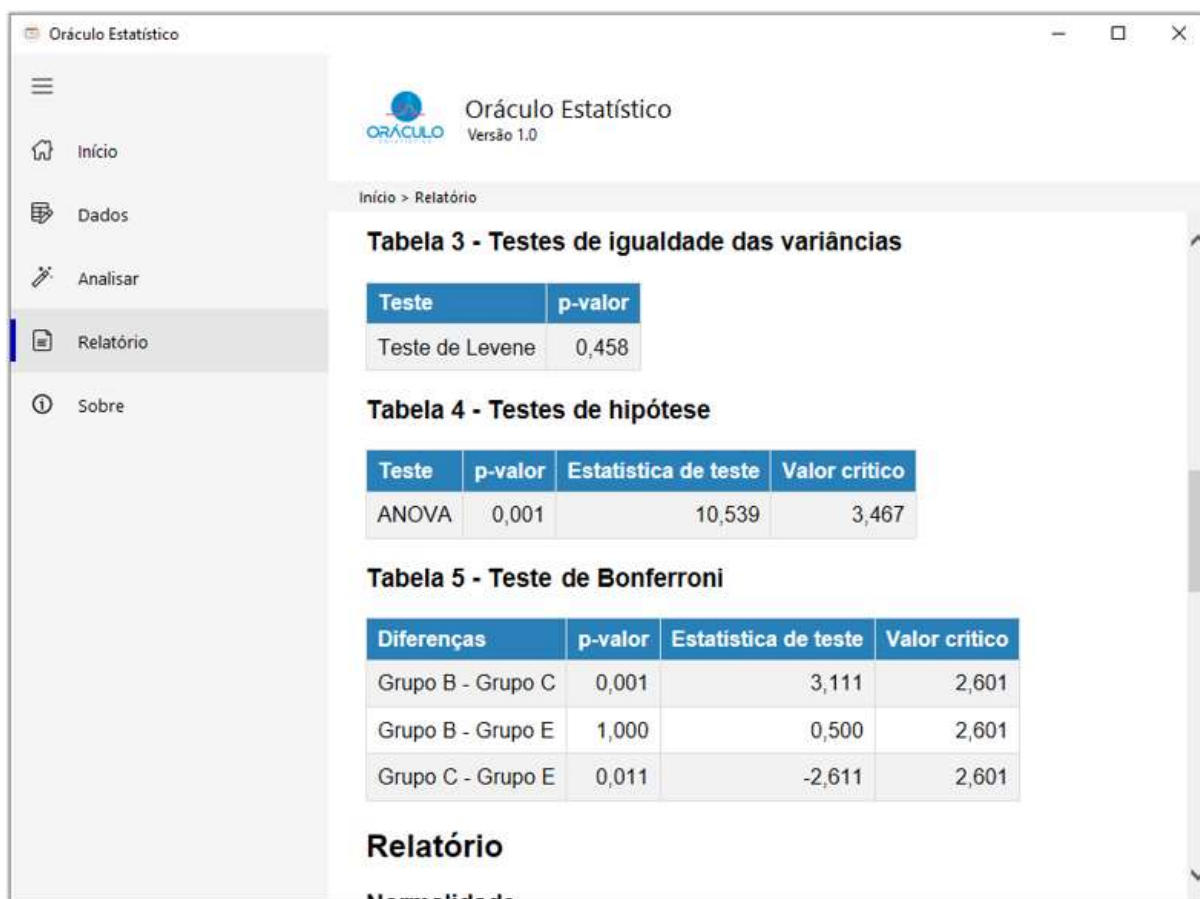 Oráculo Estatístico
Início
Dados
Analisar
Relatório
Sobre
ORÁCULO
Oráculo Estatístico
Versão 1.0
Início > Relatório
Tabela 3 - Testes de igualdade das variâncias
Teste p-valor
Teste de Levene 0,458
Tabela 4 - Testes de hipótese
Teste p-valor Estatística de teste Valor crítico
ANOVA 0,001 10,539 3,467
Tabela 5 - Teste de Bonferroni
Diferenças p-valor Estatística de teste Valor crítico
Grupo B - Grupo C 0,001 3,111 2,601
Grupo B - Grupo E 1,000 0,500 2,601
Grupo C - Grupo E 0,011 -2,611 2,601
Relatório
Normalidade